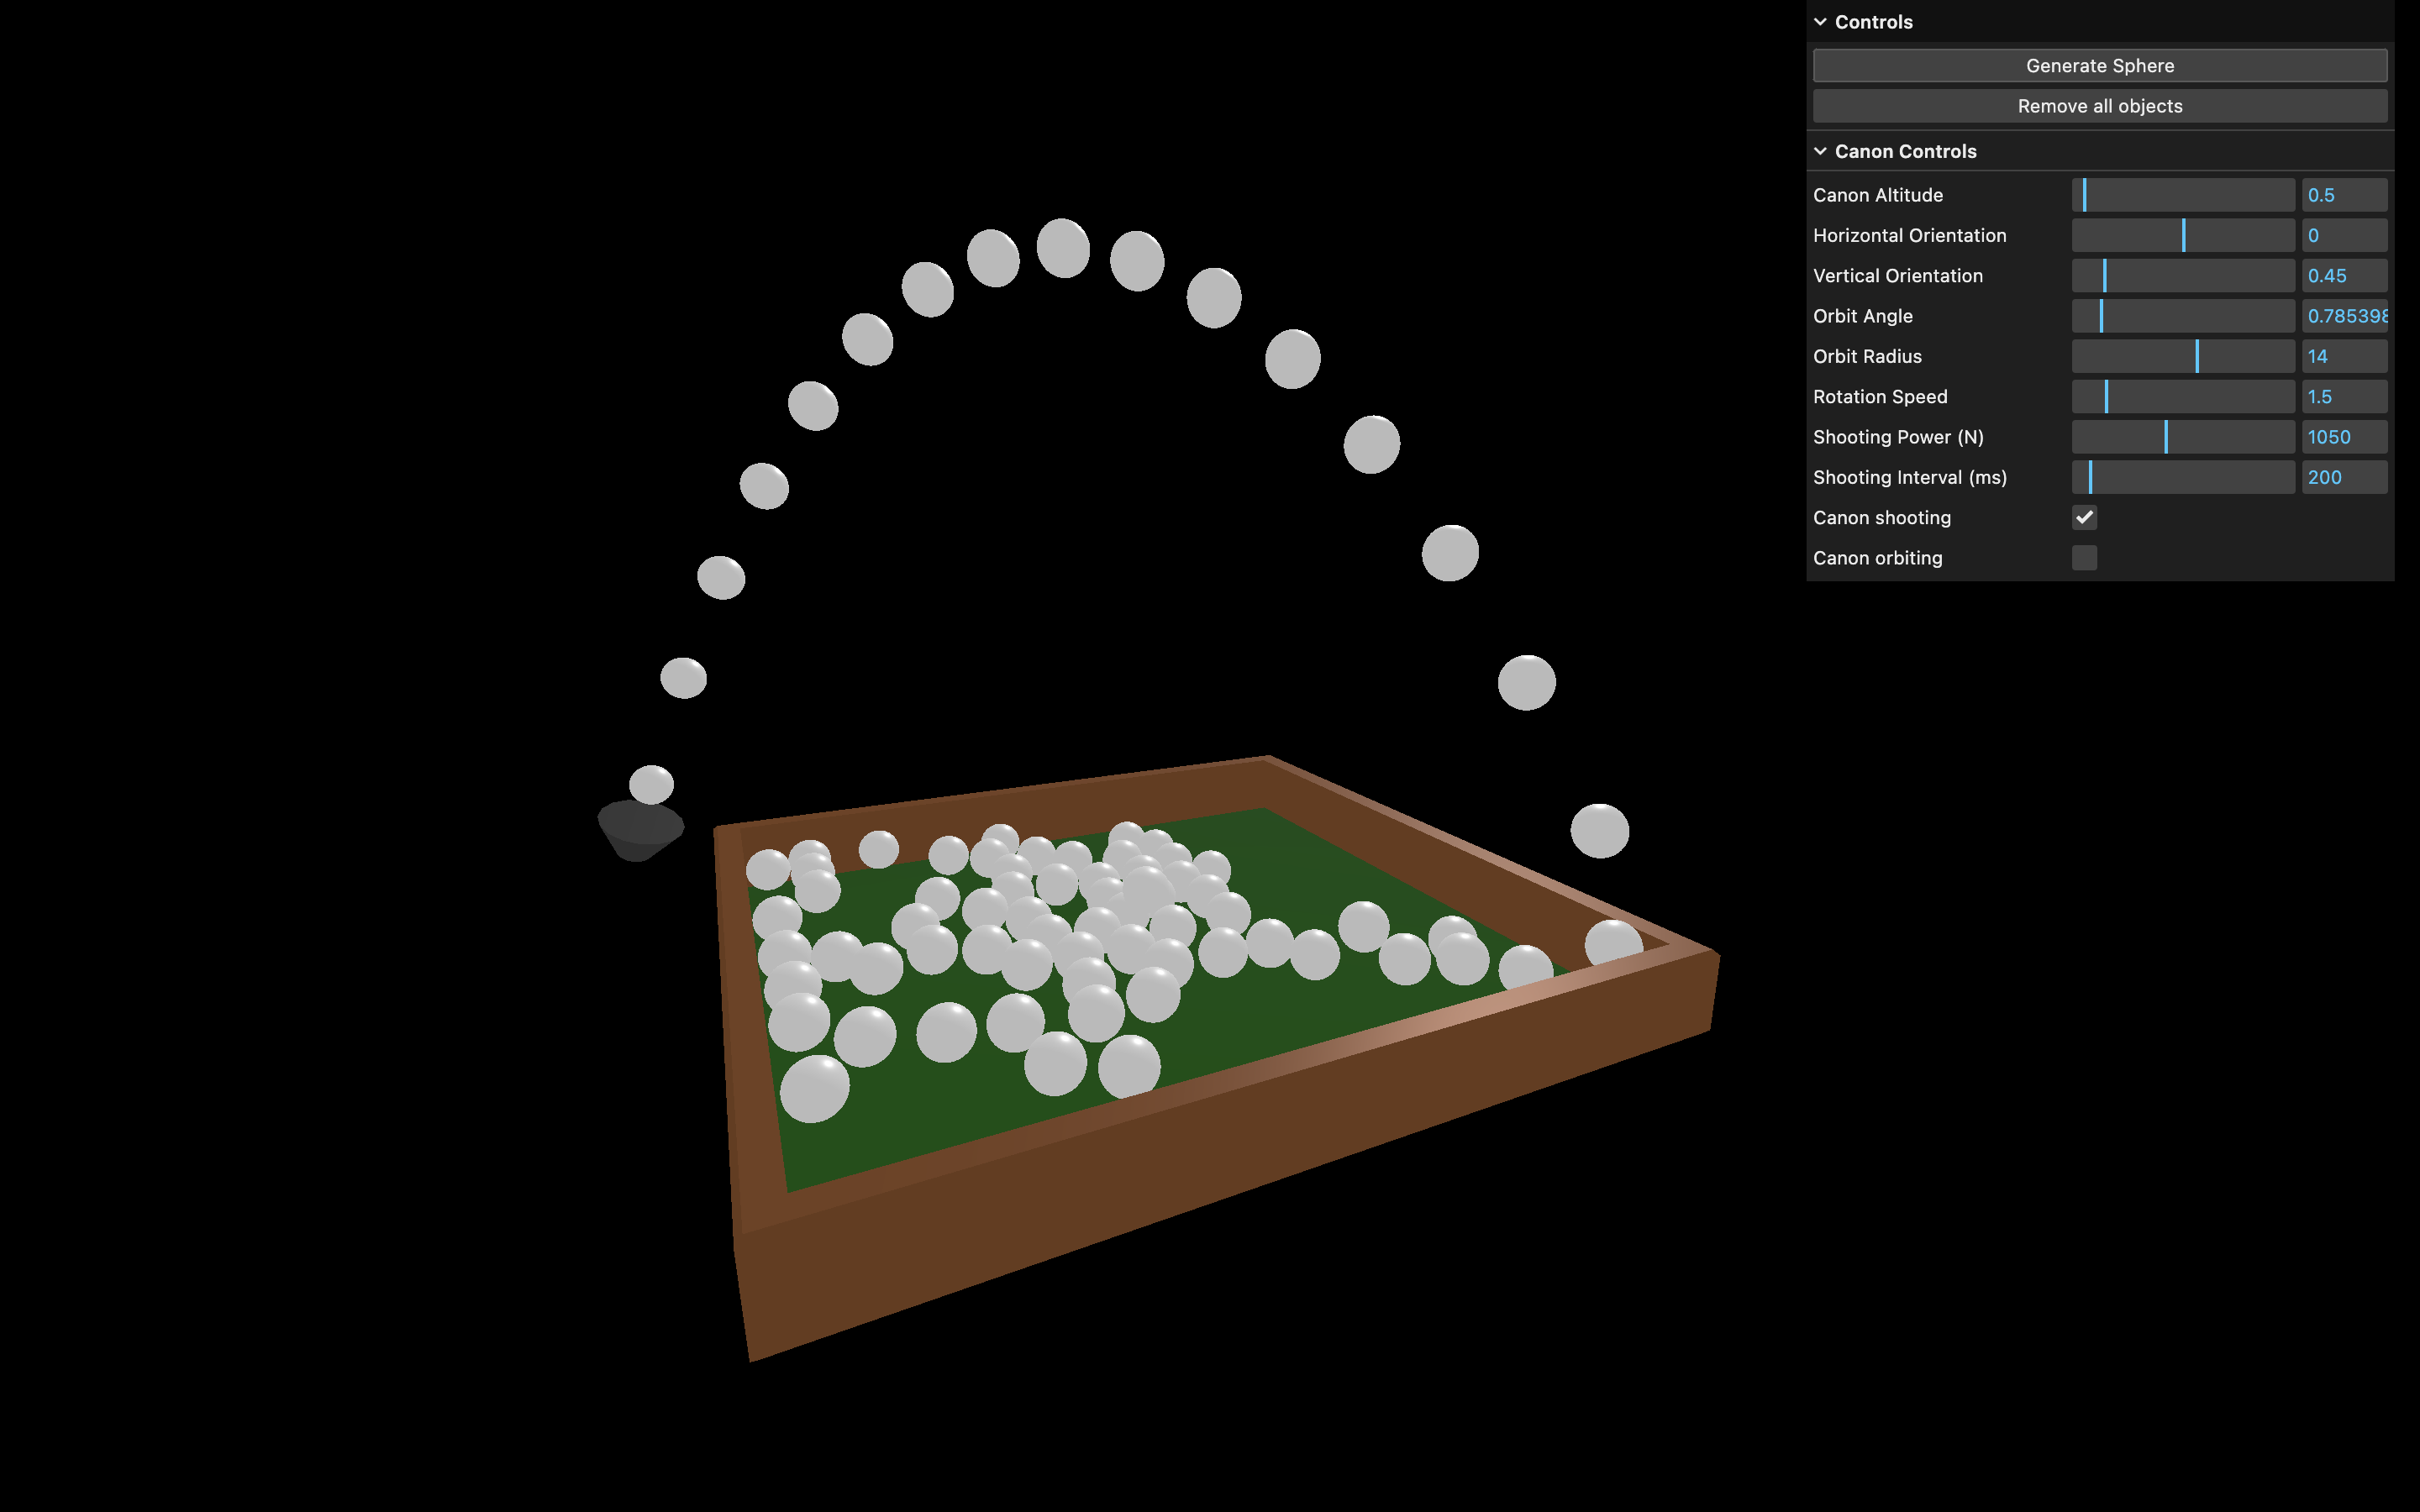 Controls
Generate Sphere
Remove all objects
Canon Controls
Canon Altitude 0.5
Horizontal Orientation 0
Vertical Orientation 0.45
Orbit Angle 0.785398
Orbit Radius 14
Rotation Speed 1.5
Shooting Power (N) 1050
Shooting Interval (ms) 200
Canon shooting
Canon orbiting